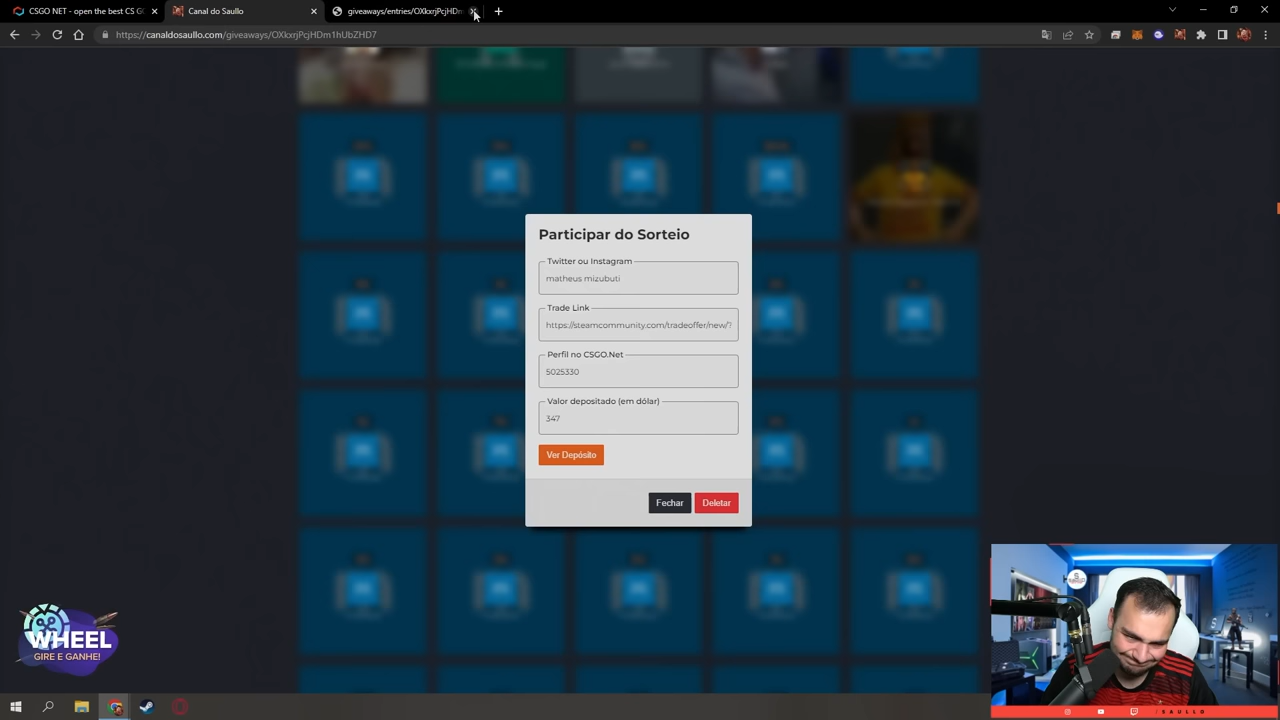 CSGO NET - open the best CS G
Canal do Saullo
giveaways/entries/OXkxrjPcjHDm
https://canaldosaullo.com/giveaways/OXkxrjPcjHDm1hUbZHD7
Participar do Sorteio
Twitter ou Instagram
matheus mizubuti
Trade Link
https://steamcommunity.com/tradeoffer/new/?
Perfil no CSGO.Net
5025330
Valor depositado (em dólar)
347
Ver Depósito
Fechar
Deletar
WHEEL
GIRE E GANHE!
/SAULLO